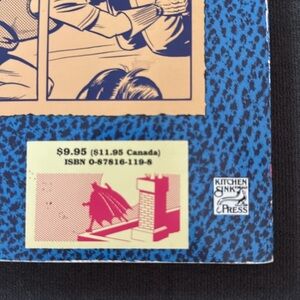 $9.95 ($11.95 Canada)
ISBN 0-87816-119-8
KITCHEN
SINK
PRESS